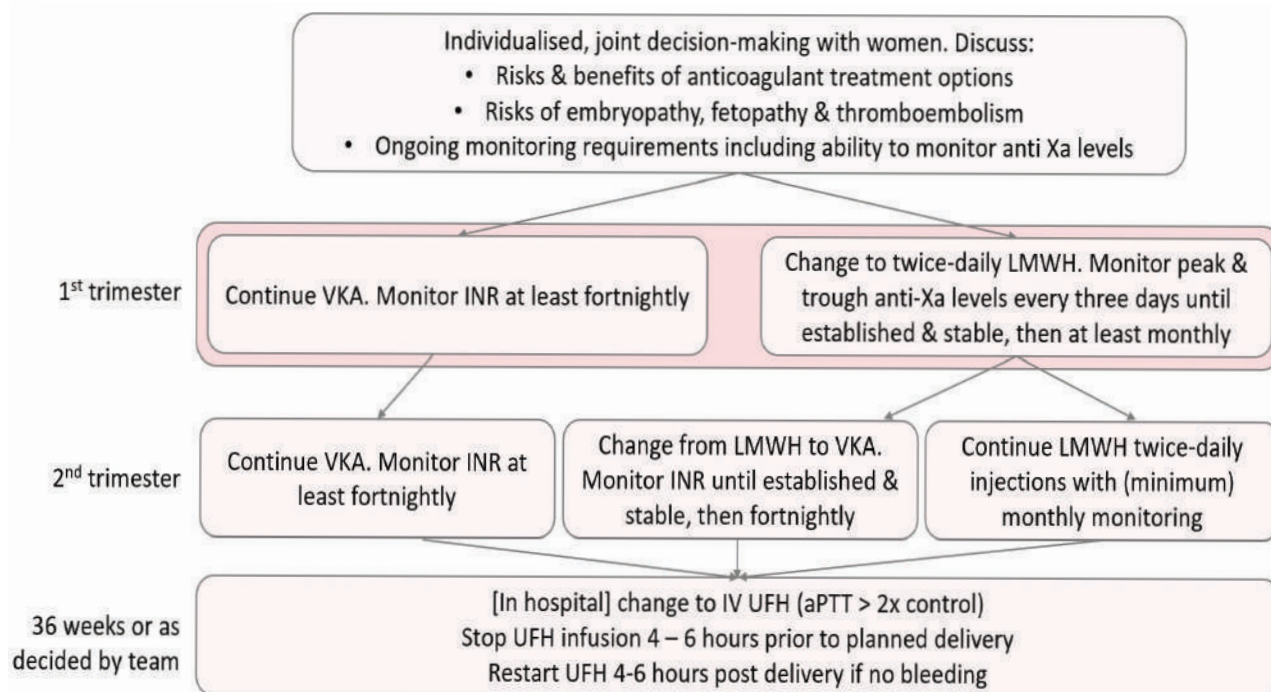 Individualised, joint decision-making with women. Discuss:
• Risks & benefits of anticoagulant treatment options
• Risks of embryopathy, fetopathy & thromboembolism
• Ongoing monitoring requirements including ability to monitor anti Xa levels
1st trimester
Continue VKA. Monitor INR at least fortnightly
Change to twice-daily LMWH. Monitor peak &
trough anti-Xa levels every three days until
established & stable, then at least monthly
2nd trimester
Continue VKA. Monitor INR at
least fortnightly
Change from LMWH to VKA.
Monitor INR until established &
stable, then fortnightly
Continue LMWH twice-daily
injections with (minimum)
monthly monitoring
36 weeks or as
decided by team
[In hospital] change to IV UFH (aPTT > 2x control)
Stop UFH infusion 4 – 6 hours prior to planned delivery
Restart UFH 4-6 hours post delivery if no bleeding